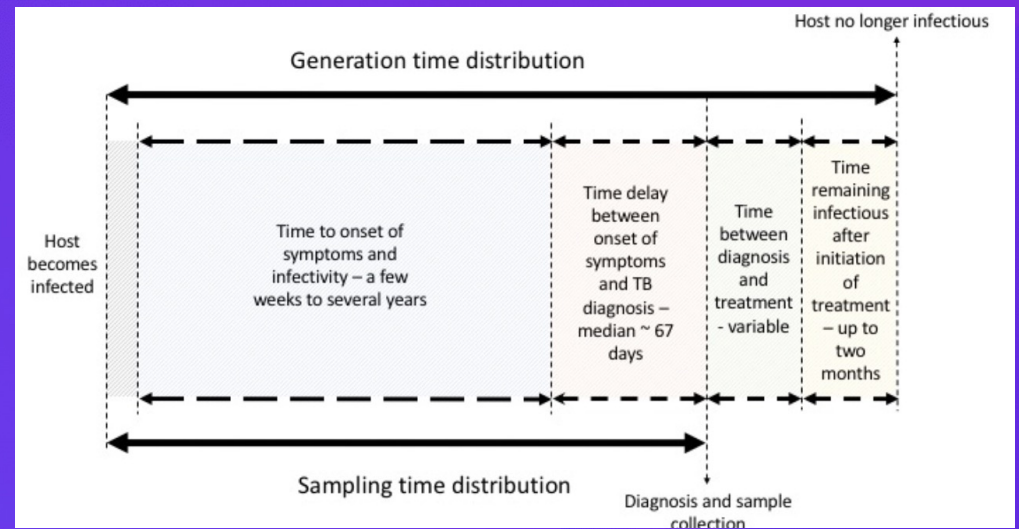 Host no longer infectious
Generation time distribution
Host
becomes
infected
Time to onset of
symptoms and
infectivity – a few
weeks to several years
Time delay
between
onset of
symptoms
and TB
diagnosis –
median ~ 67
days
Time
between
diagnosis
and
treatment
- variable
Time
remaining
infectious
after
initiation
of
treatment
– up to
two
months
Sampling time distribution
Diagnosis and sample
collection